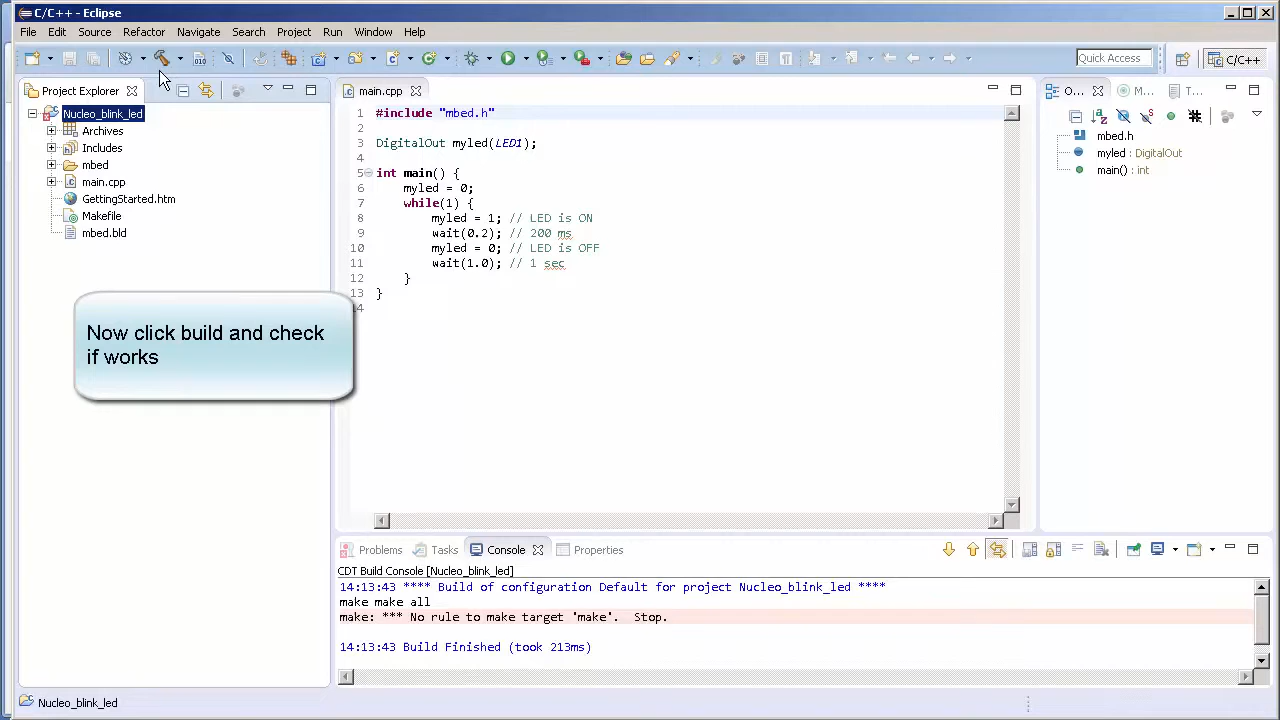 C/C++ - Eclipse
File Edit Source Refactor Navigate Search Project Run Window Help
Quick Access
C/C++
Project Explorer
main.cpp
O...
M...
T...
Nucleo_blink_led
Archives
Includes
mbed
main.cpp
GettingStarted.htm
Makefile
mbed.bld
1 #include "mbed.h"
2
3 DigitalOut myled(LED1);
4
5 int main() {
6 myled = 0;
7 while(1) {
8 myled = 1; // LED is ON
9 wait(0.2); // 200 ms
10 myled = 0; // LED is OFF
11 wait(1.0); // 1 sec
12 }
13 }
14
mbed.h
myled : DigitalOut
main() : int
Now click build and check
if works
Problems Tasks Console Properties
CDT Build Console [Nucleo_blink_led]
14:13:43 **** Build of configuration Default for project Nucleo_blink_led ****
make make all
make: *** No rule to make target 'make'.  Stop.
14:13:43 Build Finished (took 213ms)
Nucleo_blink_led